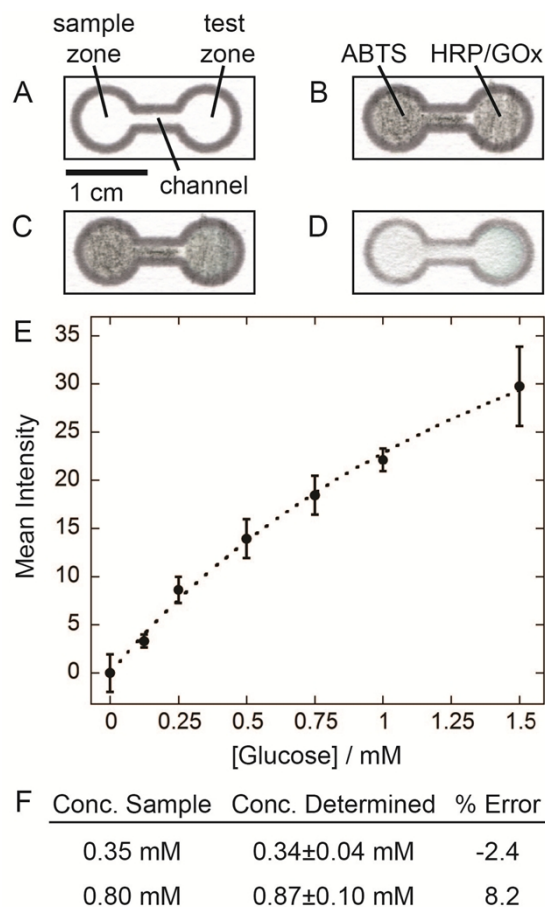 sample zone
test zone
ABTS
HRP/GOx
A
B
1 cm
channel
C
D
E
35
30
25
20
15
10
5
0
Mean Intensity
0
0.25
0.5
0.75
1
1.25
1.5
[Glucose] / mM
F Conc. Sample Conc. Determined % Error
0.35 mM 0.34±0.04 mM -2.4
0.80 mM 0.87±0.10 mM 8.2